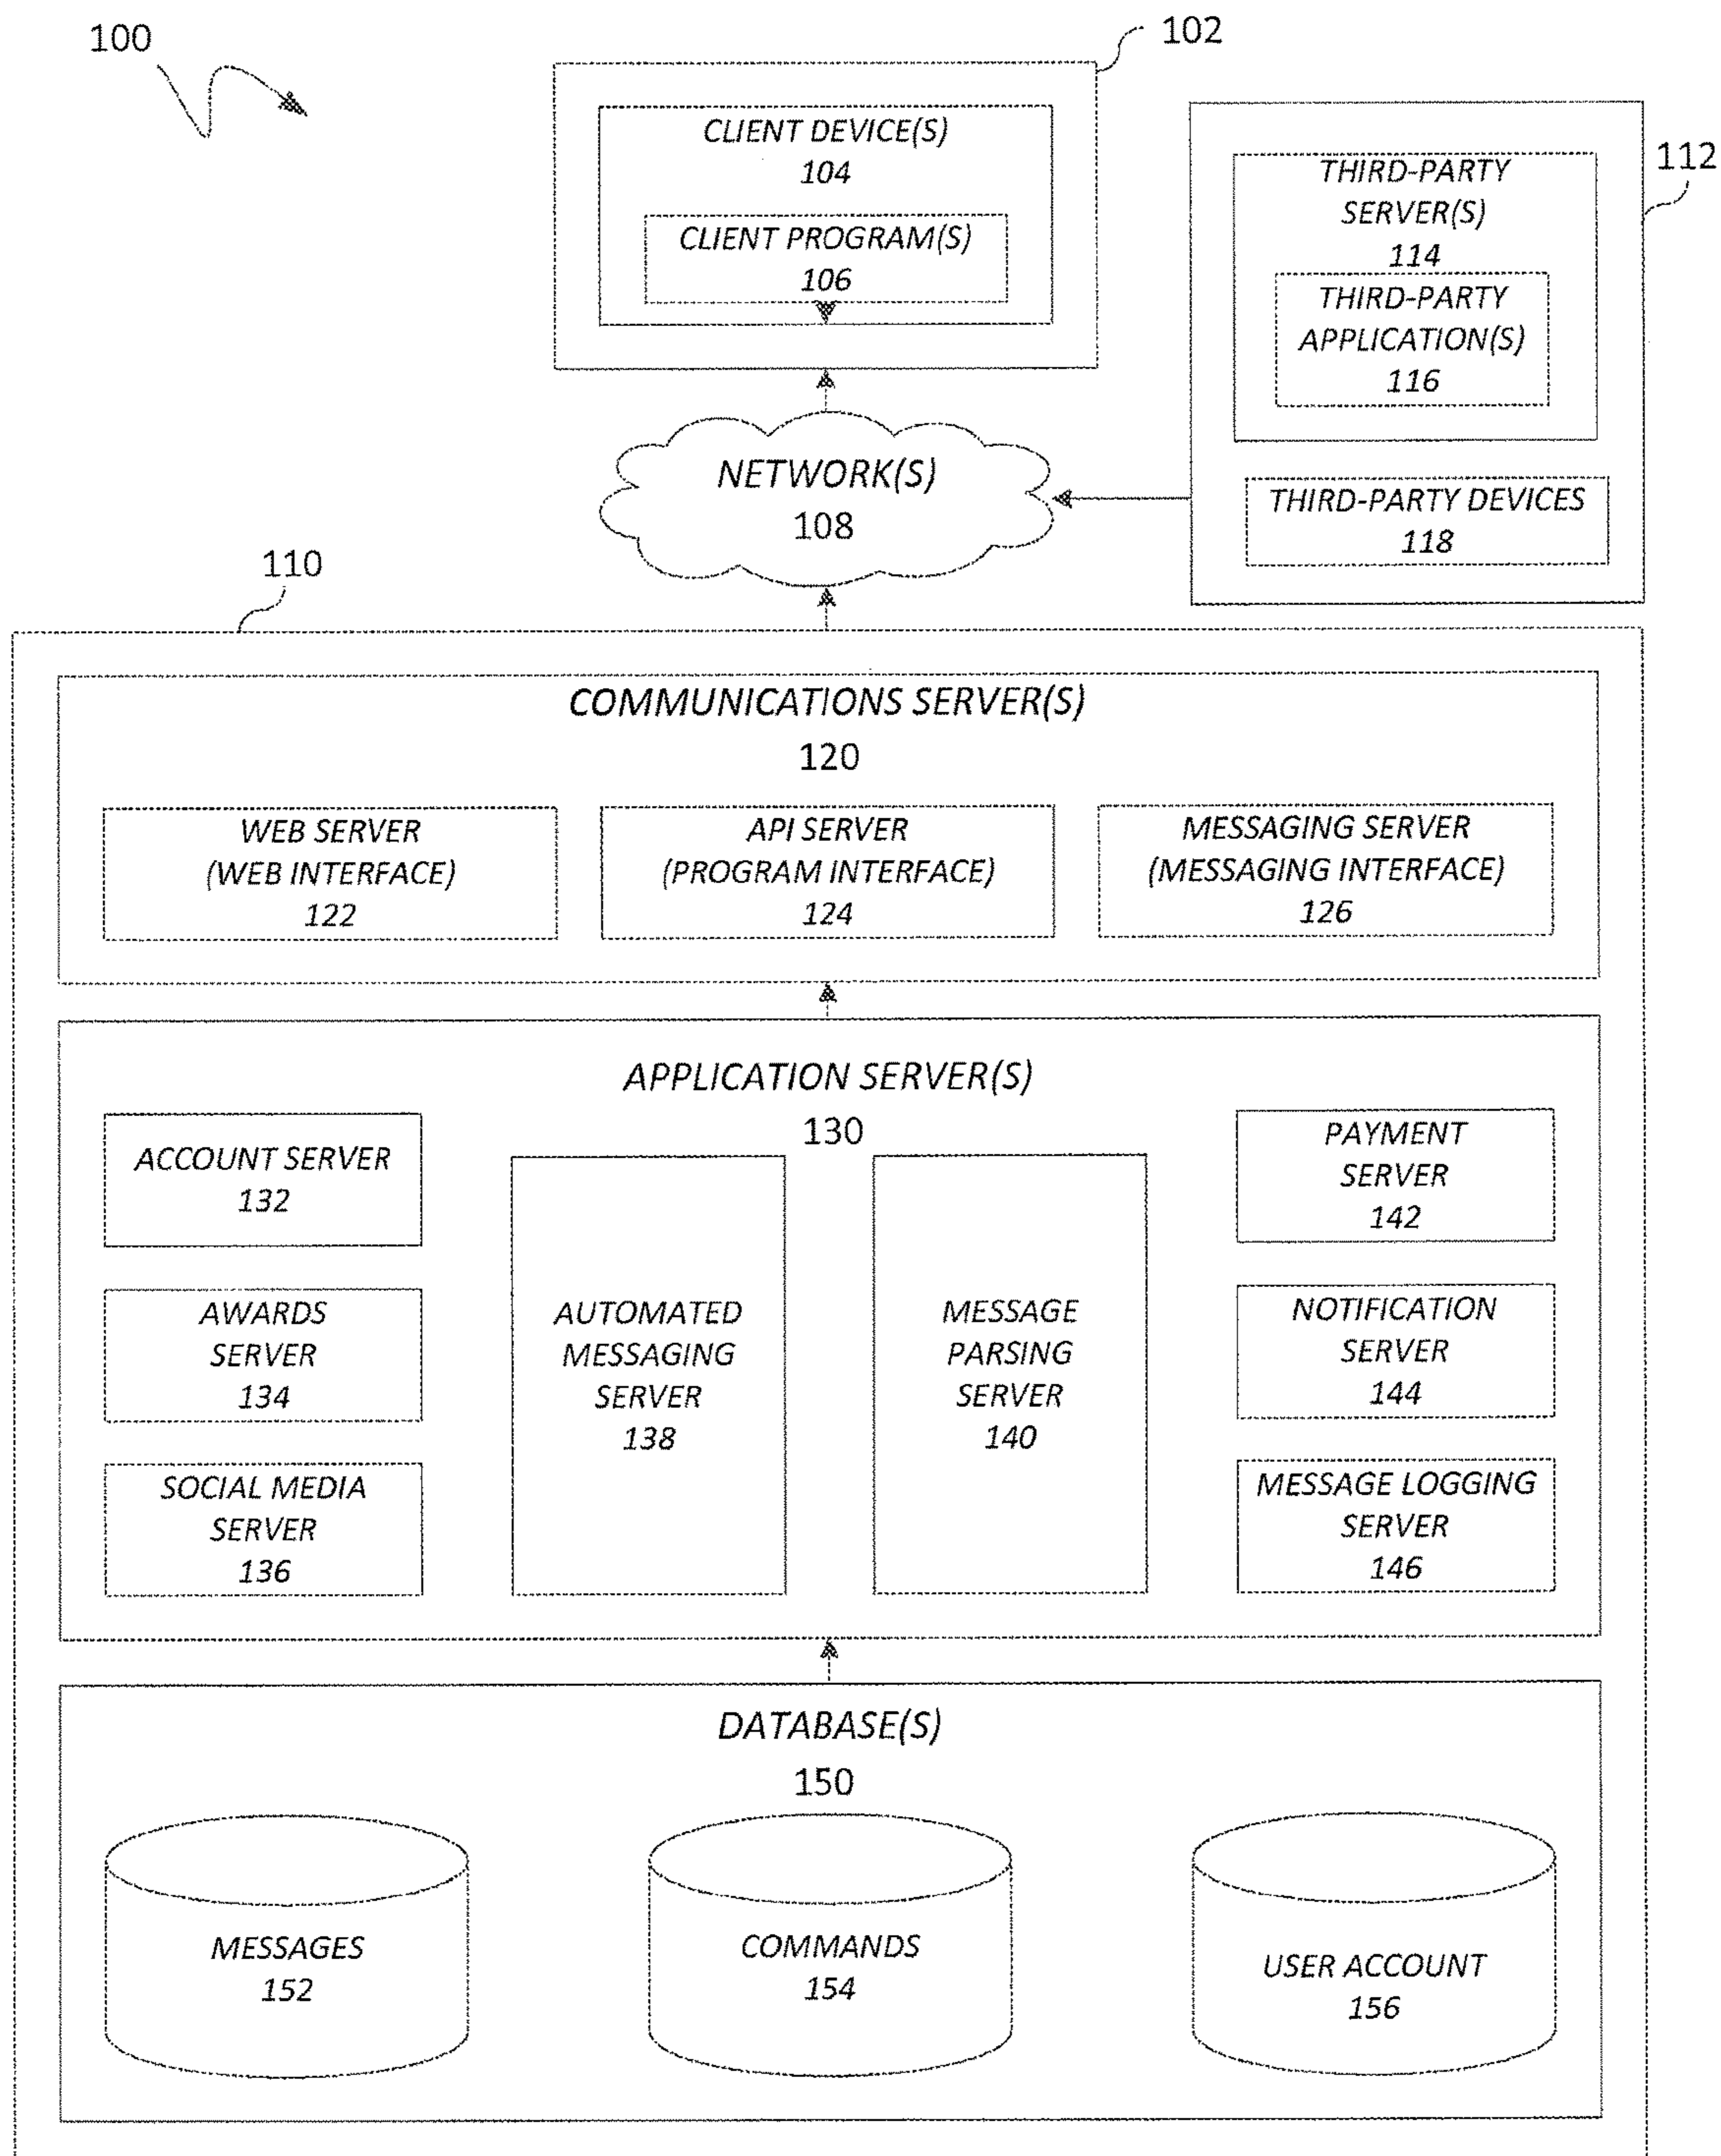 100
102
CLIENT DEVICE(S)
104
CLIENT PROGRAM(S)
106
112
THIRD-PARTY
SERVER(S)
114
THIRD-PARTY
APPLICATION(S)
116
THIRD-PARTY DEVICES
118
NETWORK(S)
108
110
COMMUNICATIONS SERVER(S)
120
WEB SERVER
(WEB INTERFACE)
122
API SERVER
(PROGRAM INTERFACE)
124
MESSAGING SERVER
(MESSAGING INTERFACE)
126
APPLICATION SERVER(S)
130
ACCOUNT SERVER
132
AWARDS
SERVER
134
SOCIAL MEDIA
SERVER
136
AUTOMATED
MESSAGING
SERVER
138
MESSAGE
PARSING
SERVER
140
PAYMENT
SERVER
142
NOTIFICATION
SERVER
144
MESSAGE LOGGING
SERVER
146
DATABASE(S)
150
MESSAGES
152
COMMANDS
154
USER ACCOUNT
156